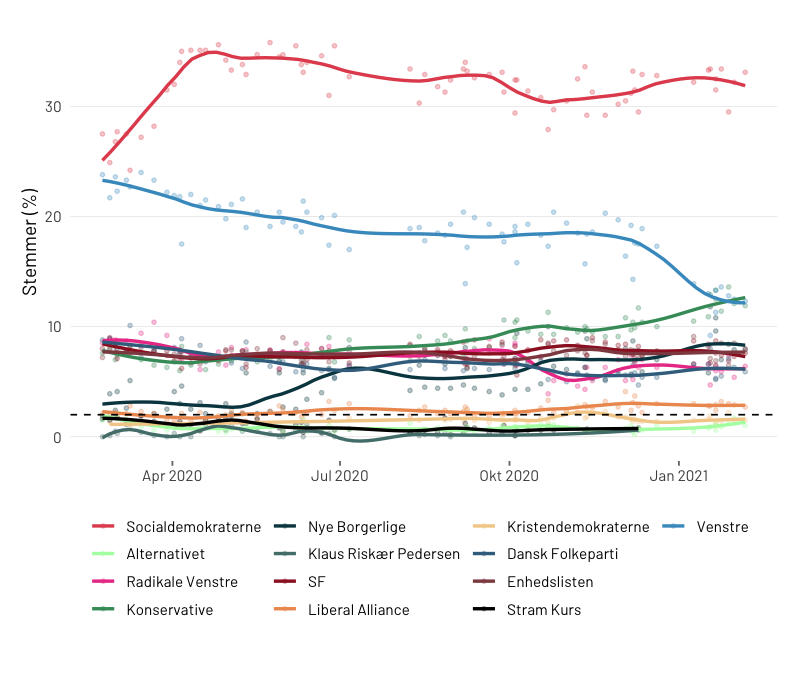 Stemmer (%)
30
20
10
0
Apr 2020 Jul 2020 Okt 2020 Jan 2021
Socialdemokraterne Nye Borgerlige Kristendemokraterne Venstre
Alternativet Klaus Riskær Pedersen Dansk Folkeparti
Radikale Venstre SF Enhedslisten
Konservative Liberal Alliance Stram Kurs